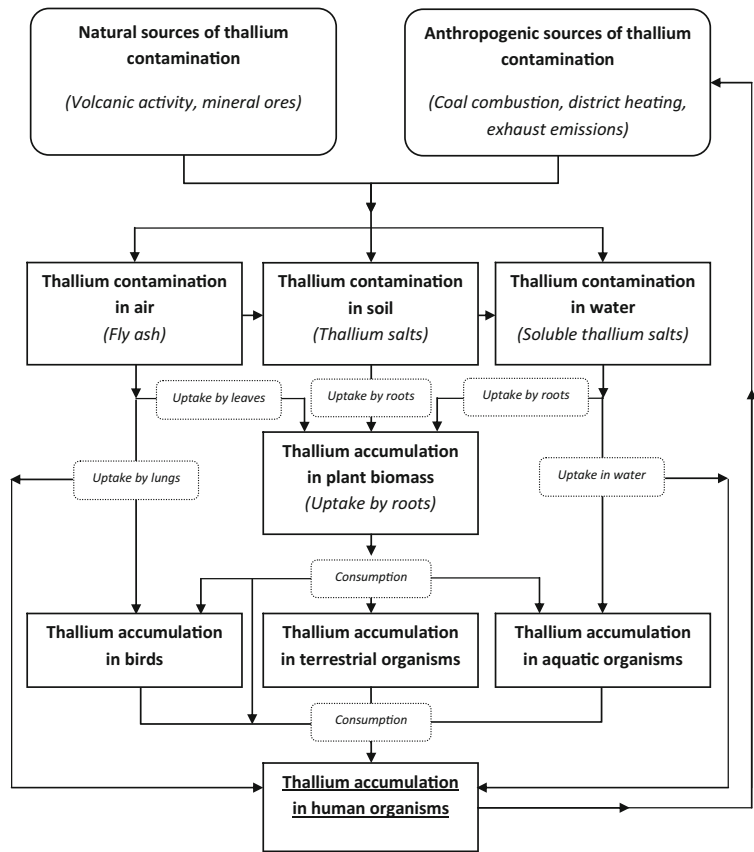 Natural sources of thallium
contamination
(Volcanic activity, mineral ores)
Anthropogenic sources of thallium
contamination
(Coal combustion, district heating,
exhaust emissions)
Thallium contamination
in air
(Fly ash)
Thallium contamination
in soil
(Thallium salts)
Thallium contamination
in water
(Soluble thallium salts)
Uptake by leaves
Uptake by roots
Uptake by roots
Thallium accumulation
in plant biomass
(Uptake by roots)
Uptake by lungs
Uptake in water
Consumption
Thallium accumulation
in birds
Thallium accumulation
in terrestrial organisms
Thallium accumulation
in aquatic organisms
Consumption
Thallium accumulation
in human organisms